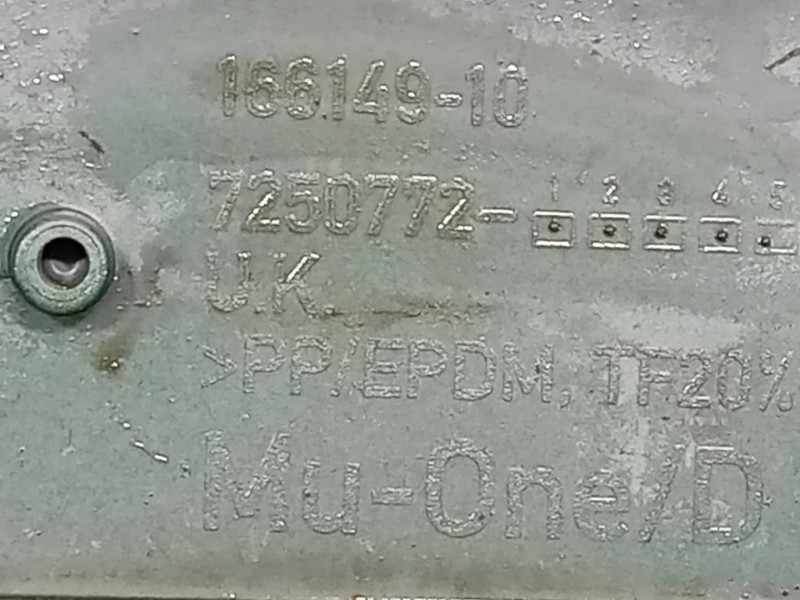 166149-10
1 2 3 4 5
7250772-
U.K.
>PP/EPDM, TF20%
Mu-One/D